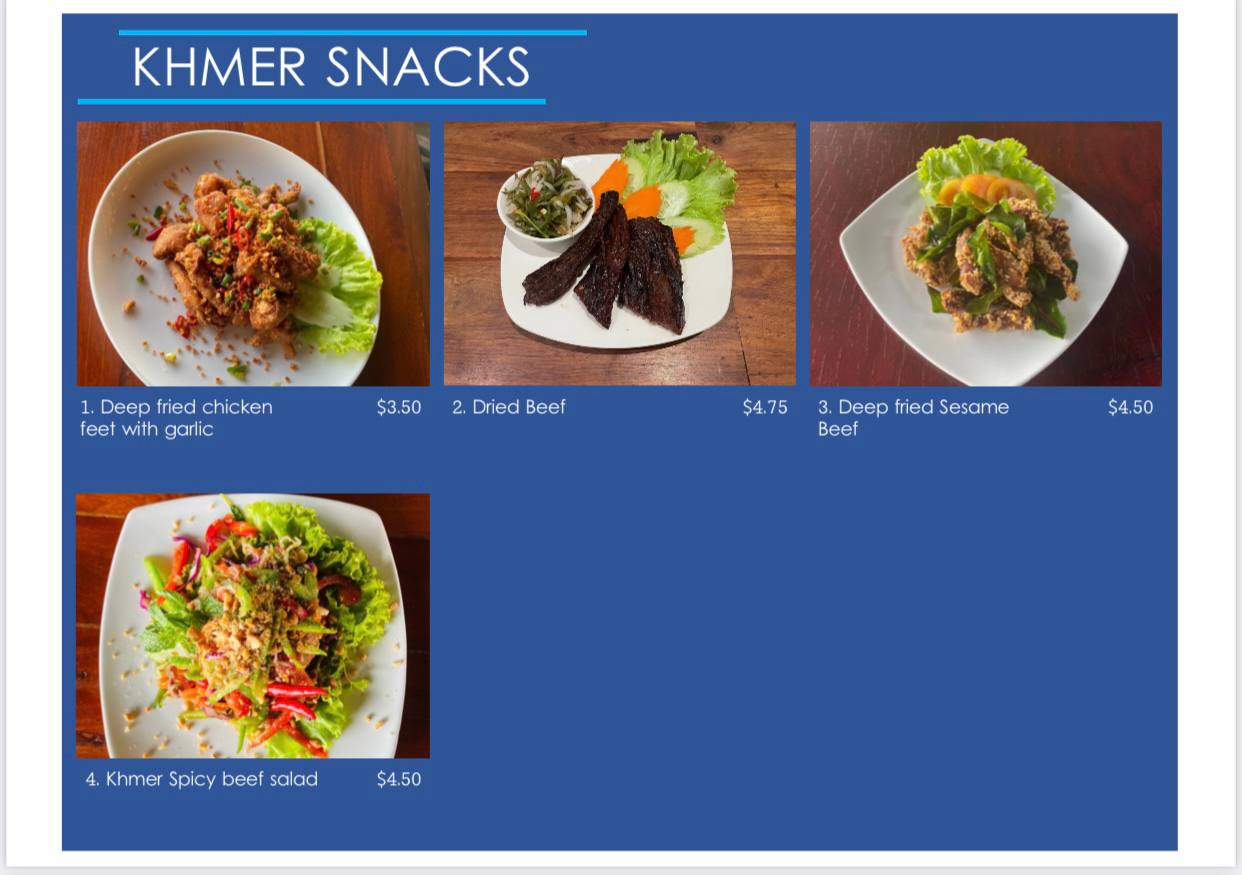 KHMER SNACKS
1. Deep fried chicken $3.50
feet with garlic
2. Dried Beef $4.75
3. Deep fried Sesame $4.50
Beef
4. Khmer Spicy beef salad $4.50